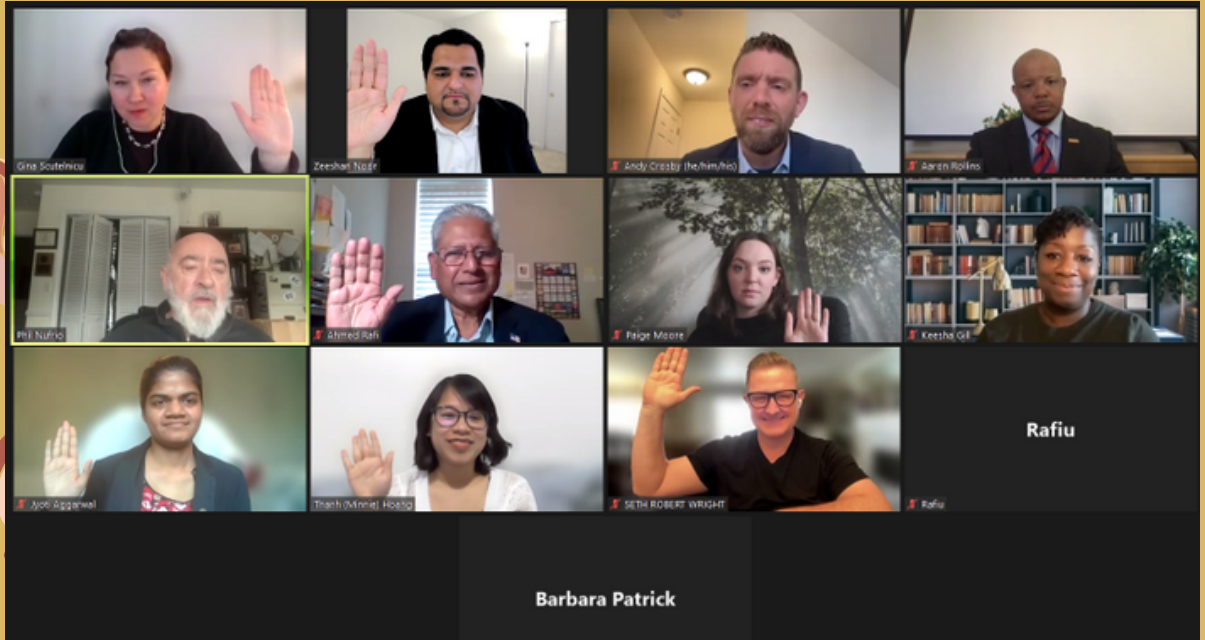 Gina Scutelnicu
Zeeshan Noor
Andy Crosby (he/him/his)
Aaron Rollins
Phil Nufrio
Ahmed Rafi
Paige Moore
Keesha Gill
Jyoti Aggarwal
Thanh (Minnie) Hoang
SETH ROBERT WRIGHT
Rafiu
Rafiu
Barbara Patrick